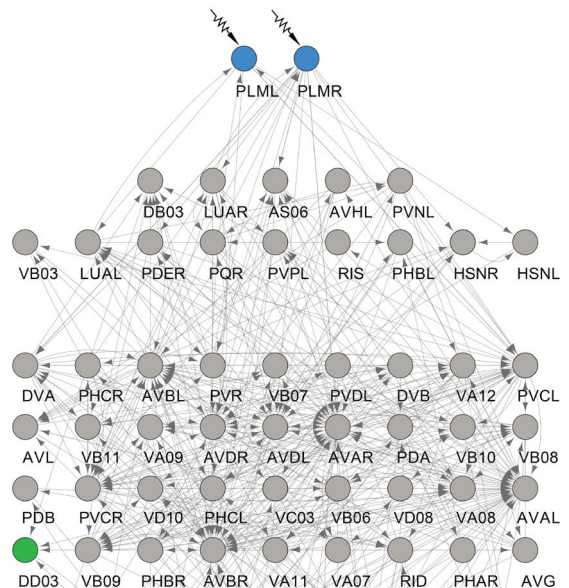 PLML PLMR
DB03 LUAR AS06 AVHL PVNL
VB03 LUAL PDER PQR PVPL RIS PHBL HSNR HSNL
DVA PHCR AVBL PVR VB07 PVDL DVB VA12 PVCL
AVL VB11 VA09 AVDR AVDL AVAR PDA VB10 VB08
PDB PVCR VD10 PHCL VC03 VB06 VD08 VA08 AVAL
DD03 VB09 PHBR AVBR VA11 VA07 RID PHAR AVG